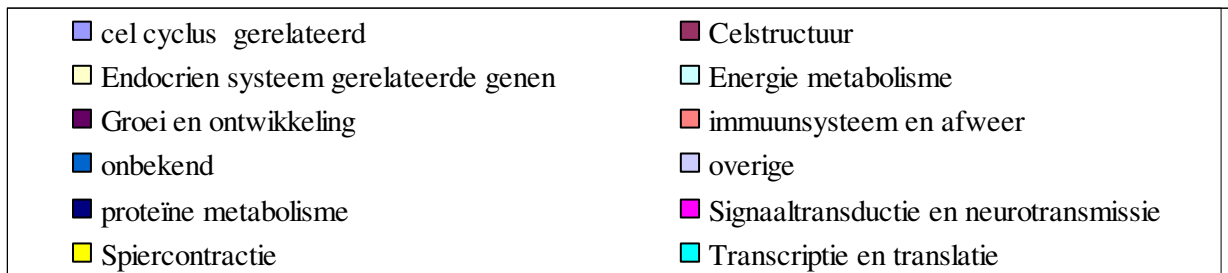 cel cyclus gerelateerd
Celstructuur
Endocrien systeem gerelateerde genen
Energie metabolisme
Groei en ontwikkeling
immuunsysteem en afweer
onbekend
overige
proteïne metabolisme
Signaaltransductie en neurotransmissie
Spiercontractie
Transcriptie en translatie